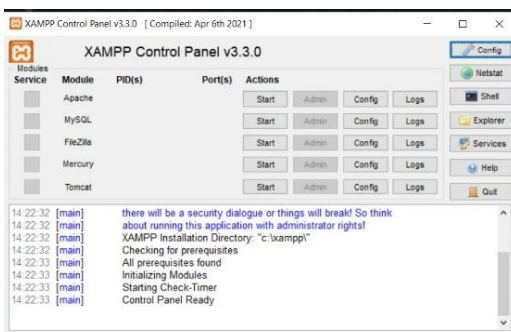 XAMPP Control Panel v3.3.0 [ Compiled: Apr 6th 2021 ]
XAMPP Control Panel v3.3.0
Config
Modules
Service Module PID(s) Port(s) Actions
Netstat
Apache Start Admin Config Logs
Shell
MySQL Start Admin Config Logs
Explorer
FileZilla Start Admin Config Logs
Services
Mercury Start Admin Config Logs
Help
Tomcat Start Admin Config Logs
Quit
14:22:32 [main] there will be a security dialogue or things will break! So think
14:22:32 [main] about running this application with administrator rights!
14:22:32 [main] XAMPP Installation Directory: "c:\xampp\"
14:22:32 [main] Checking for prerequisites
14:22:33 [main] All prerequisites found
14:22:33 [main] Initializing Modules
14:22:33 [main] Starting Check-Timer
14:22:33 [main] Control Panel Ready